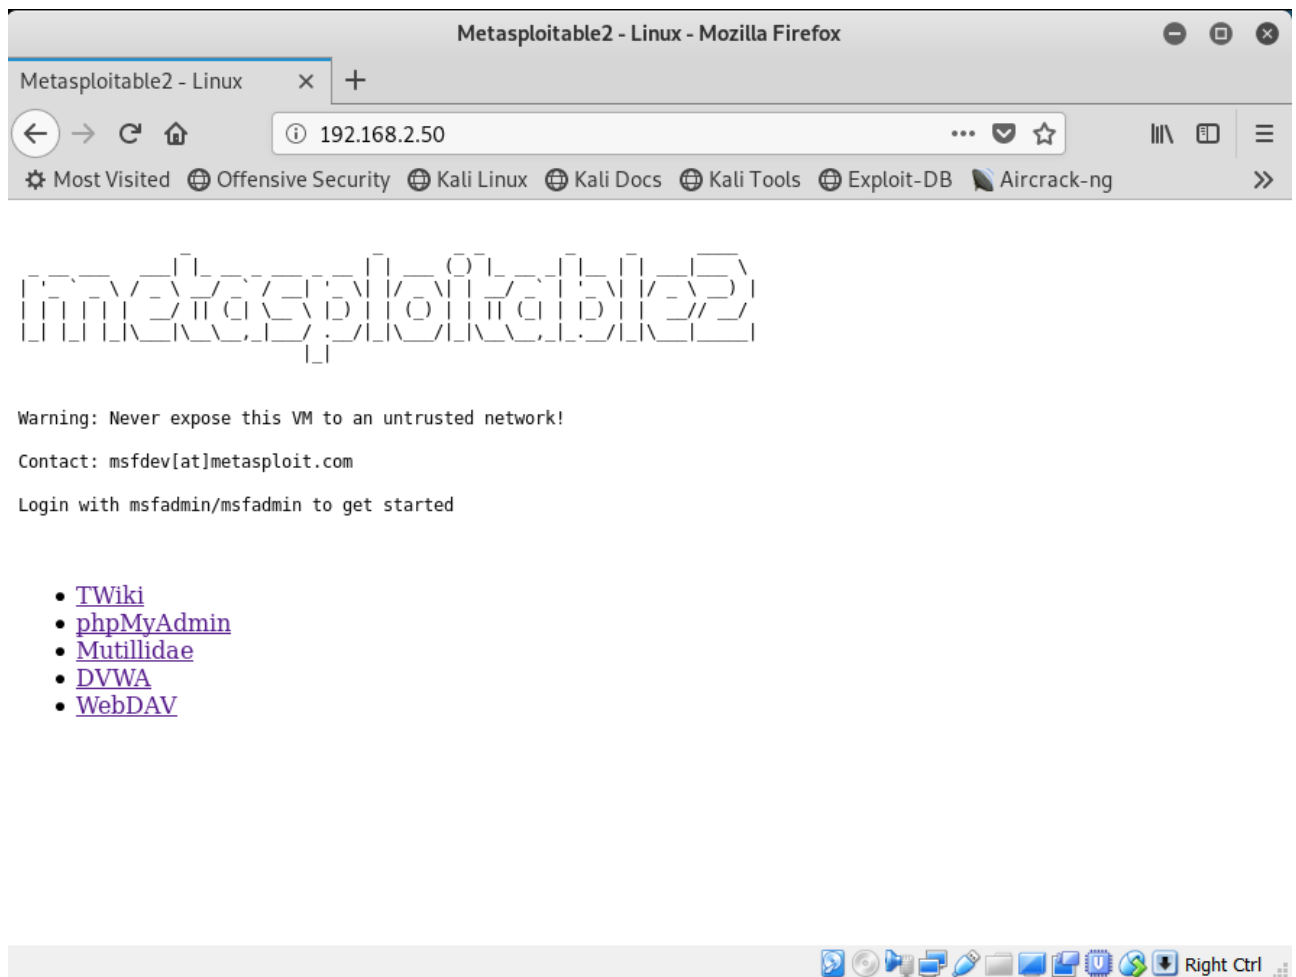 Metasploitable2 - Linux - Mozilla Firefox
Metasploitable2 - Linux
192.168.2.50
Most Visited Offensive Security Kali Linux Kali Docs Kali Tools Exploit-DB Aircrack-ng
metasploitable2
Warning: Never expose this VM to an untrusted network!
Contact: msfdev[at]metasploit.com
Login with msfadmin/msfadmin to get started
TWiki
phpMyAdmin
Mutillidae
DVWA
WebDAV
Right Ctrl